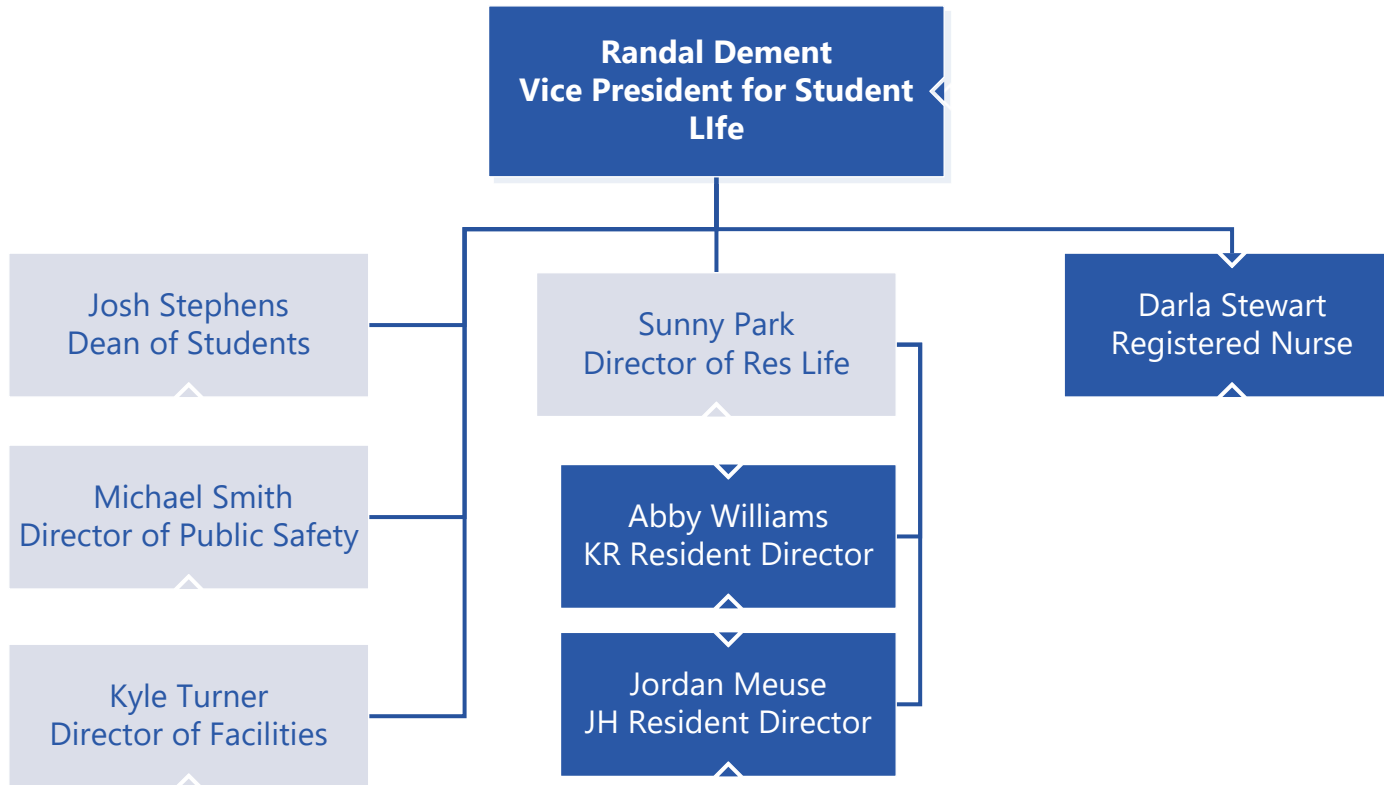 Randal Dement
Vice President for Student
LIfe
Josh Stephens
Dean of Students
Sunny Park
Director of Res Life
Darla Stewart
Registered Nurse
Michael Smith
Director of Public Safety
Abby Williams
KR Resident Director
Kyle Turner
Director of Facilities
Jordan Meuse
JH Resident Director